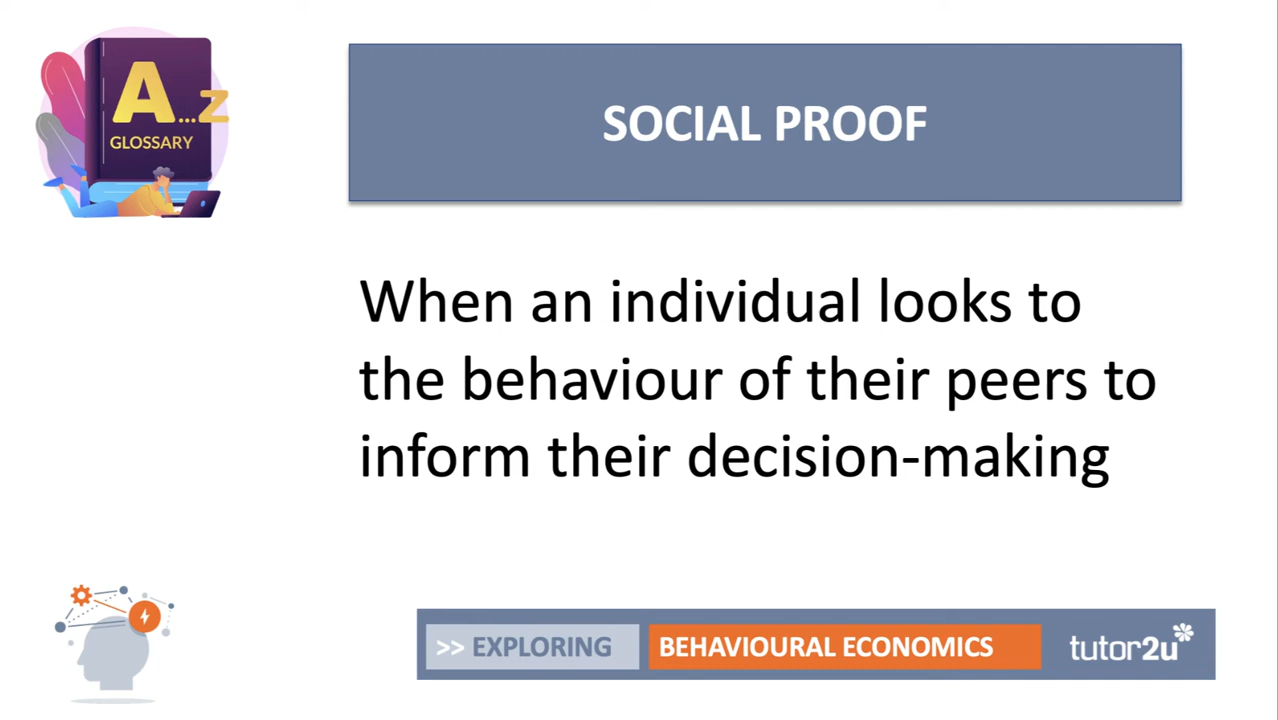 A...Z
GLOSSARY
SOCIAL PROOF
When an individual looks to
the behaviour of their peers to
inform their decision-making
>> EXPLORING BEHAVIOURAL ECONOMICS tutor2u